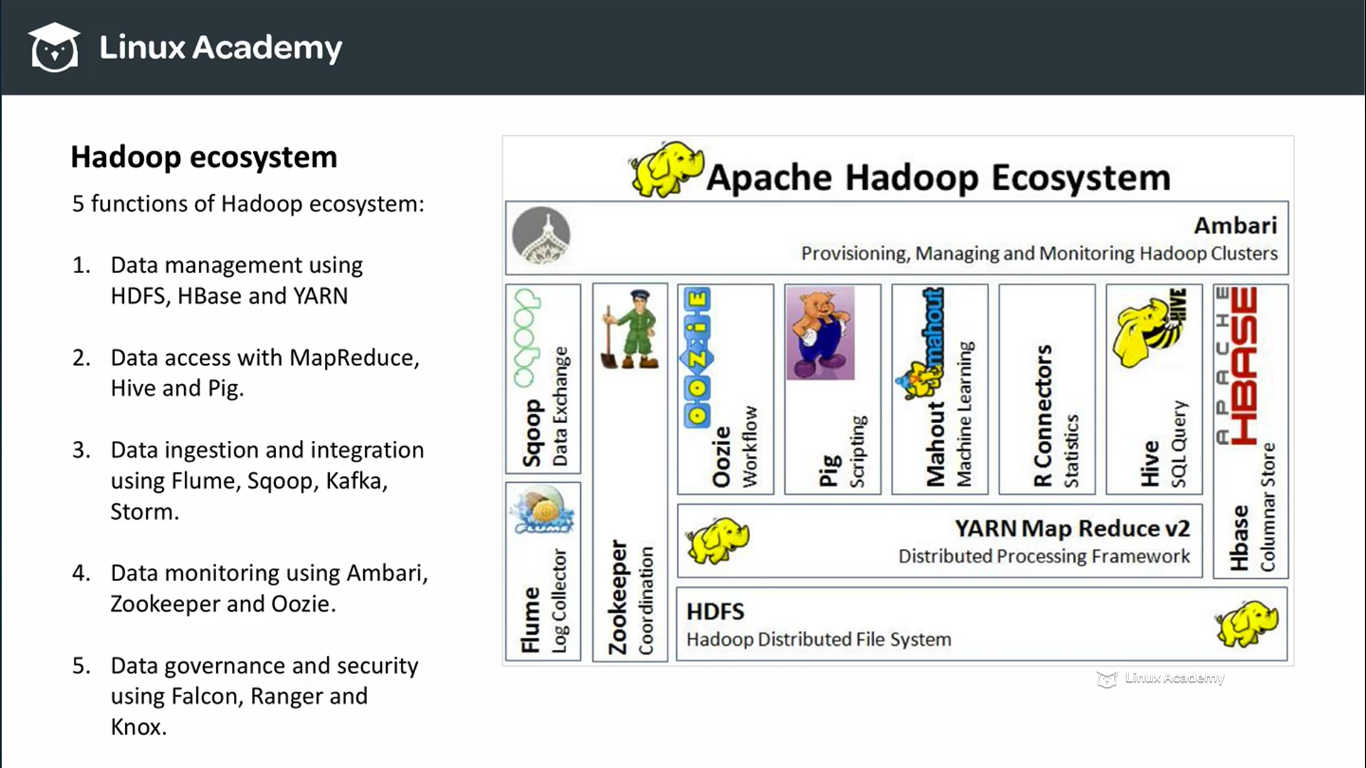 Linux Academy
Hadoop ecosystem
5 functions of Hadoop ecosystem:
1. Data management using
HDFS, HBase and YARN
2. Data access with MapReduce,
Hive and Pig.
3. Data ingestion and integration
using Flume, Sqoop, Kafka,
Storm.
4. Data monitoring using Ambari,
Zookeeper and Oozie.
5. Data governance and security
using Falcon, Ranger and
Knox.
Apache Hadoop Ecosystem
Ambari
Provisioning, Managing and Monitoring Hadoop Clusters
sqoop
Sqoop
Data Exchange
FLUME
Flume
Log Collector
Zookeeper
Coordination
OOZIE
Oozie
Workflow
Pig
Scripting
mahout
Mahout
Machine Learning
R Connectors
Statistics
HIVE
Hive
SQL Query
APACHE
HBASE
Hbase
Columnar Store
YARN Map Reduce v2
Distributed Processing Framework
HDFS
Hadoop Distributed File System
Linux Academy